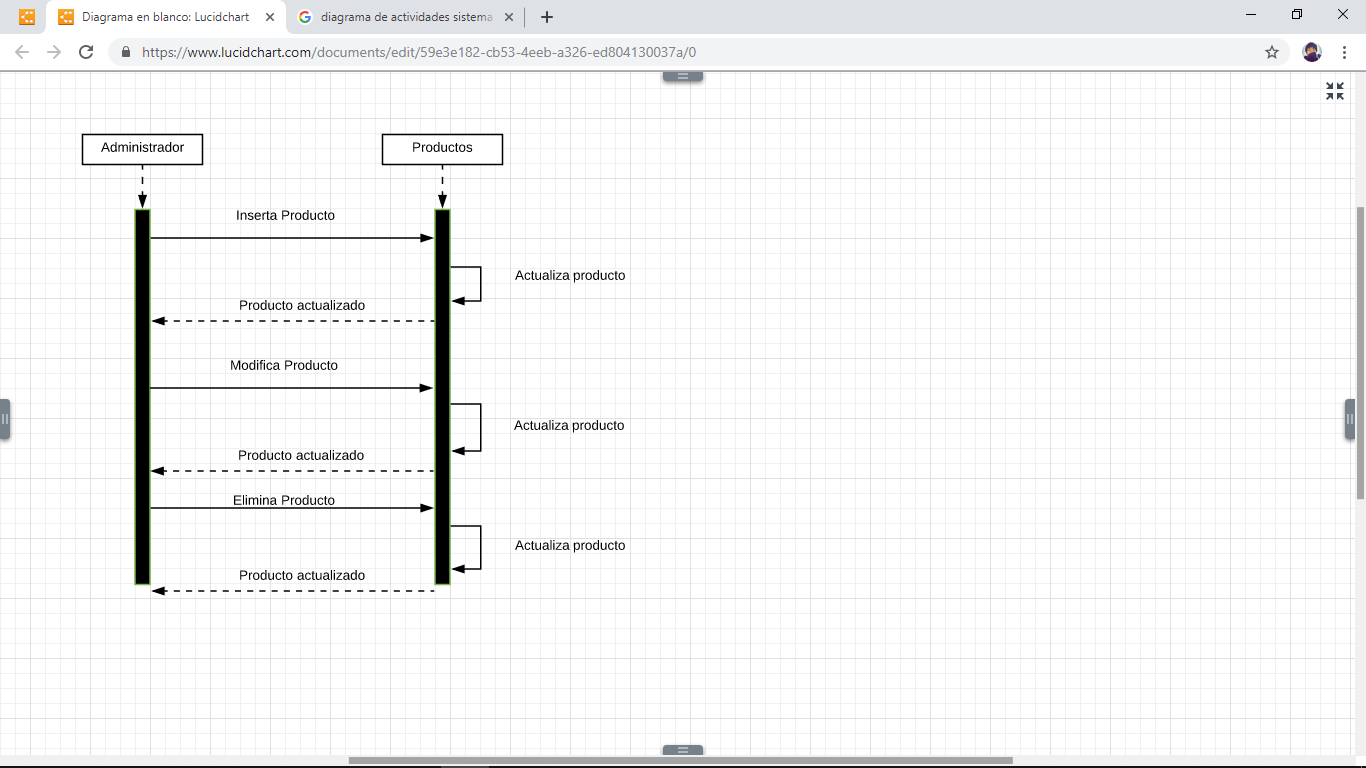 Diagrama en blanco: Lucidchart
diagrama de actividades sistema
https://www.lucidchart.com/documents/edit/59e3e182-cb53-4eeb-a326-ed804130037a/0
Administrador
Productos
Inserta Producto
Actualiza producto
Producto actualizado
Modifica Producto
Actualiza producto
Producto actualizado
Elimina Producto
Actualiza producto
Producto actualizado